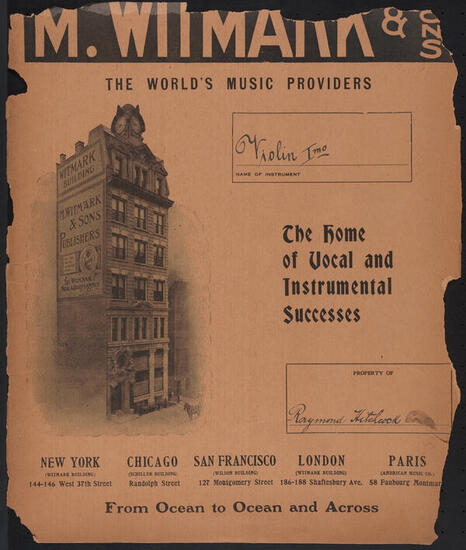 M. WITMARK & SONS
THE WORLD'S MUSIC PROVIDERS
Violin Imo
NAME OF INSTRUMENT
WITMARK
BUILDING
M. WITMARK
& SONS
PUBLISHERS
The Home
of Vocal and
Instrumental
Successes
PROPERTY OF
Raymond Hitchcock
NEW YORK
(WITMARK BUILDING)
144-146 West 37th Street
CHICAGO
(SCHILLER BUILDING)
Randolph Street
SAN FRANCISCO
(WILSON BUILDING)
127 Montgomery Street
LONDON
(WITMARK BUILDING)
186-188 Shaftesbury Ave.
PARIS
(AMERICAN MUSIC CO.)
58 Faubourg Montmar
From Ocean to Ocean and Across